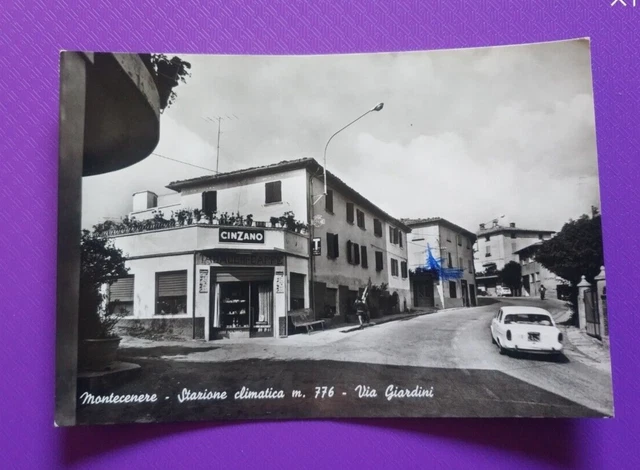 CINZANO
T
Montecenere - Stazione climatica m. 776 - Via Giardini